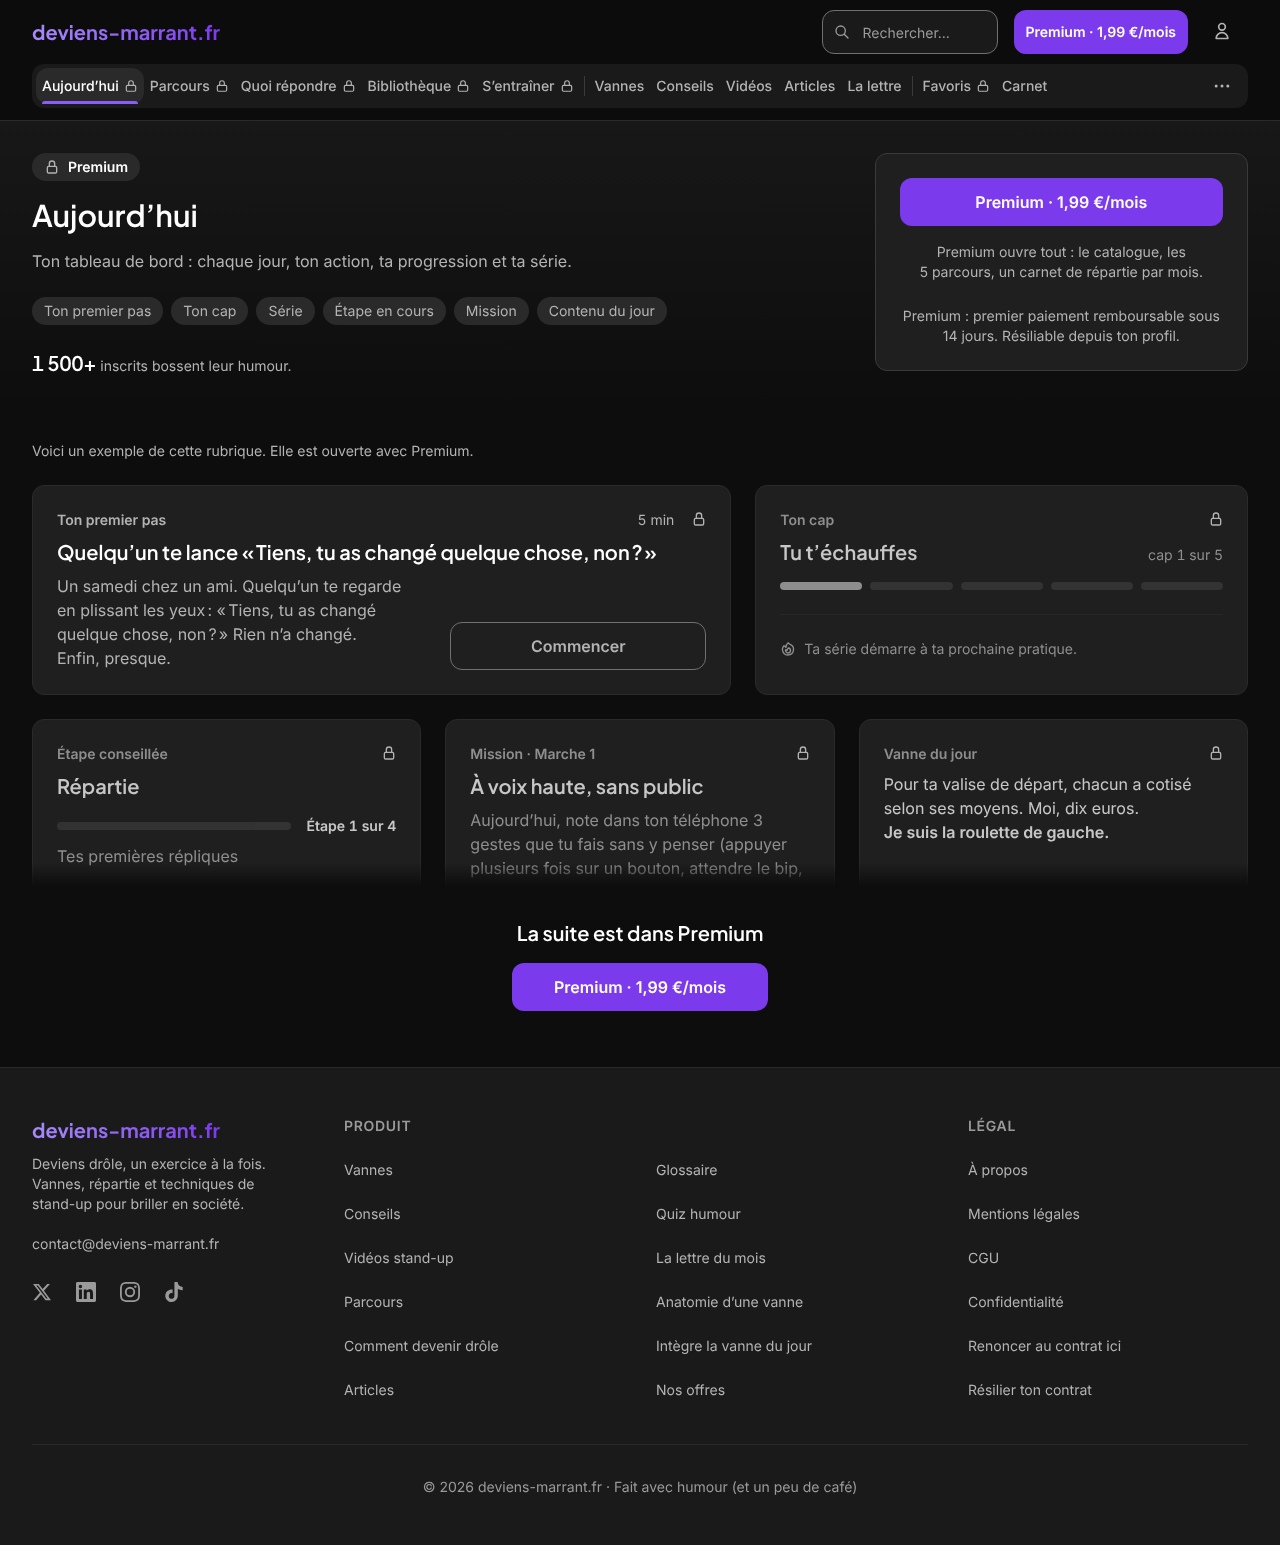 deviens-marrant.fr
Rechercher...
Premium · 1,99 €/mois
Aujourd’hui
Parcours
Quoi répondre
Bibliothèque
S’entraîner
Vannes
Conseils
Vidéos
Articles
La lettre
Favoris
Carnet
Premium
Aujourd’hui
Ton tableau de bord : chaque jour, ton action, ta progression et ta série.
Ton premier pas
Ton cap
Série
Étape en cours
Mission
Contenu du jour
1 500+ inscrits bossent leur humour.
Premium · 1,99 €/mois
Premium ouvre tout : le catalogue, les
5 parcours, un carnet de répartie par mois.
Premium : premier paiement remboursable sous
14 jours. Résiliable depuis ton profil.
Voici un exemple de cette rubrique. Elle est ouverte avec Premium.
Ton premier pas
5 min
Quelqu’un te lance « Tiens, tu as changé quelque chose, non ? »
Un samedi chez un ami. Quelqu’un te regarde
en plissant les yeux : « Tiens, tu as changé
quelque chose, non ? » Rien n’a changé.
Enfin, presque.
Commencer
Ton cap
Tu t’échauffes
cap 1 sur 5
Ta série démarre à ta prochaine pratique.
Étape conseillée
Répartie
Étape 1 sur 4
Tes premières répliques
Mission · Marche 1
À voix haute, sans public
Aujourd’hui, note dans ton téléphone 3
gestes que tu fais sans y penser (appuyer
plusieurs fois sur un bouton, attendre le bip,
Vanne du jour
Pour ta valise de départ, chacun a cotisé
selon ses moyens. Moi, dix euros.
Je suis la roulette de gauche.
La suite est dans Premium
Premium · 1,99 €/mois
deviens-marrant.fr
Deviens drôle, un exercice à la fois.
Vannes, répartie et techniques de
stand-up pour briller en société.
contact@deviens-marrant.fr
PRODUIT
Vannes
Conseils
Vidéos stand-up
Parcours
Comment devenir drôle
Articles
Glossaire
Quiz humour
La lettre du mois
Anatomie d’une vanne
Intègre la vanne du jour
Nos offres
LÉGAL
À propos
Mentions légales
CGU
Confidentialité
Renoncer au contrat ici
Résilier ton contrat
© 2026 deviens-marrant.fr · Fait avec humour (et un peu de café)